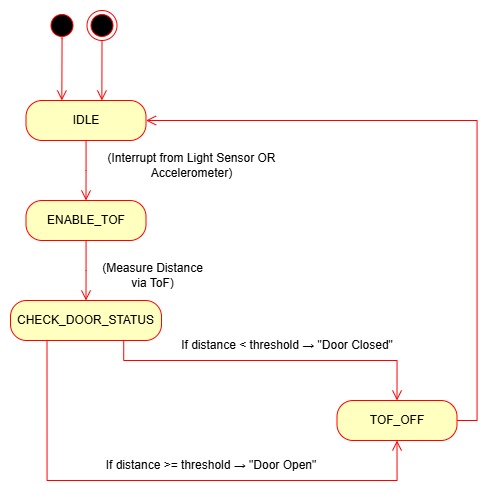 IDLE
(Interrupt from Light Sensor OR
Accelerometer)
ENABLE_TOF
(Measure Distance
via ToF)
CHECK_DOOR_STATUS
If distance < threshold → "Door Closed"
TOF_OFF
If distance >= threshold → "Door Open"